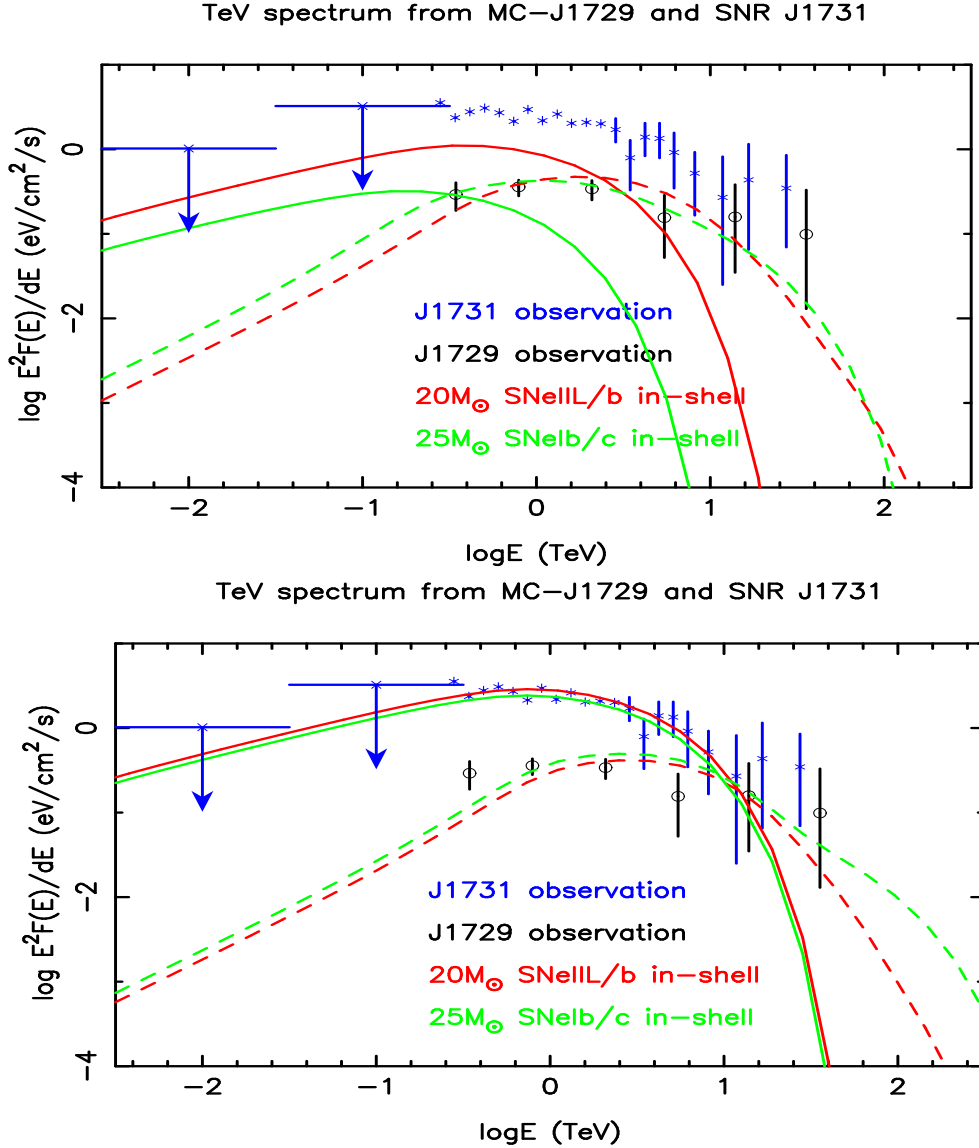 TeV spectrum from MC−J1729 and SNR J1731
log E²F(E)/dE (eV/cm²/s)
0
−2
−4
J1731 observation
J1729 observation
20M⊙ SNeIIL/b in−shell
25M⊙ SNeIb/c in−shell
−2 −1 0 1 2
logE (TeV)
TeV spectrum from MC−J1729 and SNR J1731
log E²F(E)/dE (eV/cm²/s)
0
−2
−4
J1731 observation
J1729 observation
20M⊙ SNeIIL/b in−shell
25M⊙ SNeIb/c in−shell
−2 −1 0 1 2
logE (TeV)